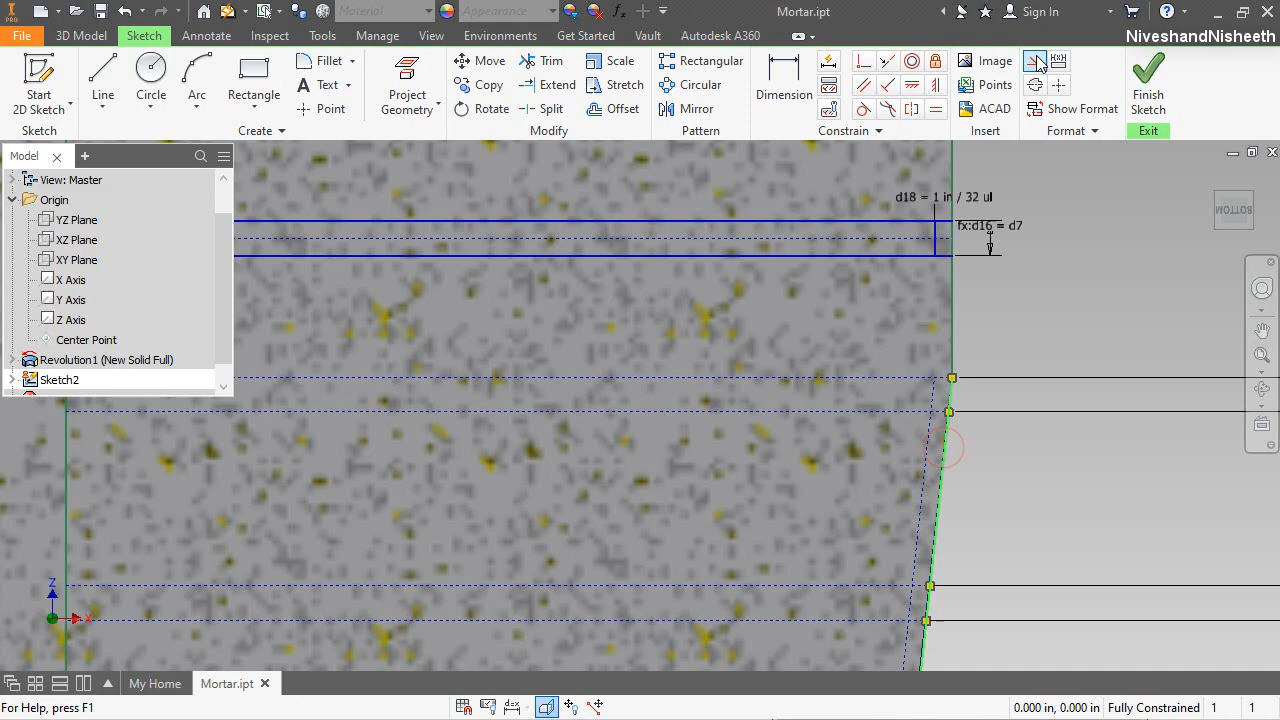 PRO
Material
Appearance
fx
Mortar.ipt
Sign In
File
3D Model
Sketch
Annotate
Inspect
Tools
Manage
View
Environments
Get Started
Vault
Autodesk A360
NiveshandNisheeth
Start
2D Sketch
Line
Circle
Arc
Rectangle
Fillet
Text
Point
Project
Geometry
Move
Copy
Rotate
Trim
Extend
Split
Scale
Stretch
Offset
Rectangular
Circular
Mirror
Dimension
Image
Points
ACAD
Show Format
Finish
Sketch
Sketch
Create
Modify
Pattern
Constrain
Insert
Format
Exit
Model
View: Master
Origin
YZ Plane
XZ Plane
XY Plane
X Axis
Y Axis
Z Axis
Center Point
Revolution1 (New Solid Full)
Sketch2
d18 = 1 in / 32 ul
fx:d16 = d7
BOTTOM
Z
X
My Home
Mortar.ipt
For Help, press F1
0.000 in, 0.000 in
Fully Constrained
1
1